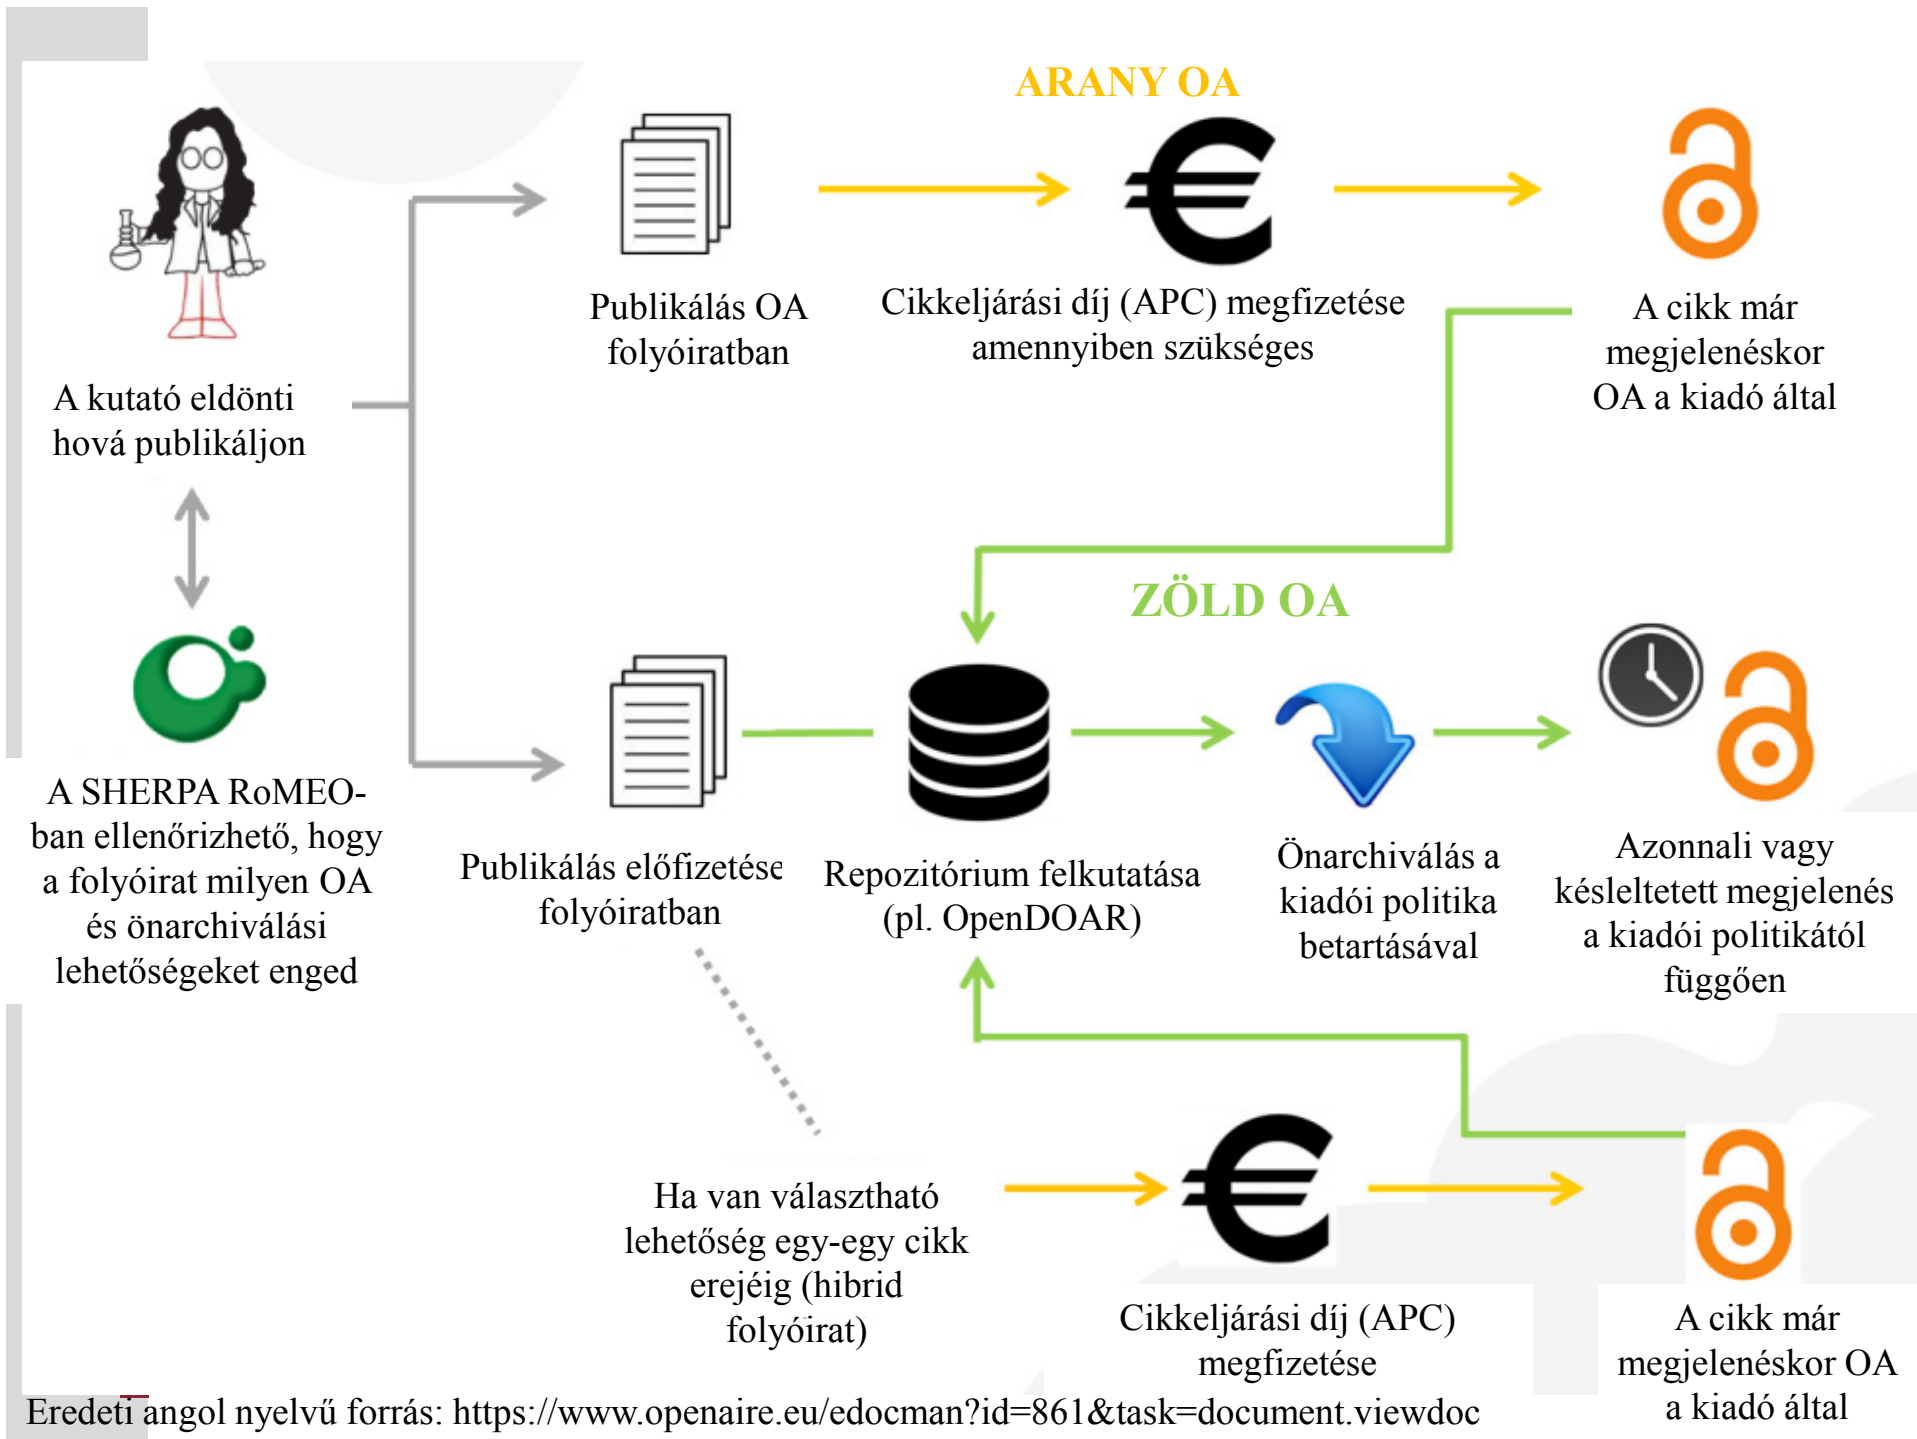 ARANY OA
Publikálás OA
folyóiratban
Cikkeljárási díj (APC) megfizetése
amennyiben szükséges
A cikk már
megjelenéskor
OA a kiadó által
A kutató eldönti
hová publikáljon
ZÖLD OA
A SHERPA RoMEO-
ban ellenőrizhető, hogy
a folyóirat milyen OA
és önarchiválási
lehetőségeket enged
Publikálás előfizetése
folyóiratban
Repozitórium felkutatása
(pl. OpenDOAR)
Önarchiválás a
kiadói politika
betartásával
Azonnali vagy
késleltetett megjelenés
a kiadói politikától
függően
Ha van választható
lehetőség egy-egy cikk
erejéig (hibrid
folyóirat)
Cikkeljárási díj (APC)
megfizetése
A cikk már
megjelenéskor OA
a kiadó által
Eredeti angol nyelvű forrás: https://www.openaire.eu/edocman?id=861&task=document.viewdoc